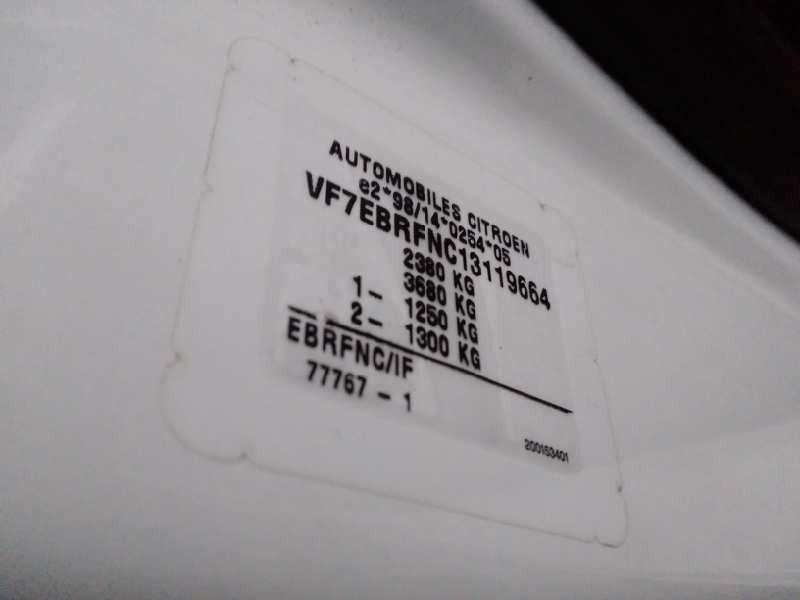 AUTOMOBILES CITROEN
e2*98/14*0254*05
VF7EBRFNC13119664
2380 KG
3680 KG
1- 1250 KG
2- 1300 KG
EBRFNC/IF
77767-1
200153401